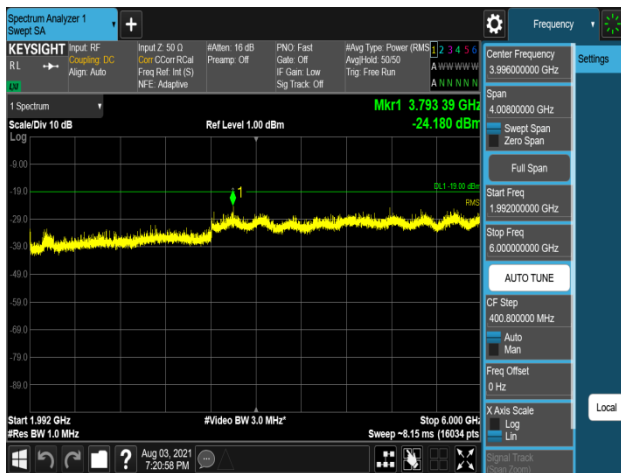 Spectrum Analyzer 1
Swept SA
+
Frequency
KEYSIGHT
RL
LW
Input: RF
Coupling: DC
Align: Auto
Input Z: 50 Ω
Corr CCorr RCal
Freq Ref: Int (S)
NFE: Adaptive
#Atten: 16 dB
Preamp: Off
PNO: Fast
Gate: Off
IF Gain: Low
Sig Track: Off
#Avg Type: Power (RMS
Avg|Hold: 50/50
Trig: Free Run
1 2 3 4 5 6
A W W W W W
A N N N N N
1 Spectrum
Scale/Div 10 dB
Log
Ref Level 1.00 dBm
Mkr1 3.793 39 GHz
-24.180 dBm
-9.00
-19.0
-29.0
-39.0
-49.0
-59.0
-69.0
-79.0
-89.0
1
DL1 -19.00 dBm
RMS
Start 1.992 GHz
#Res BW 1.0 MHz
#Video BW 3.0 MHz*
Stop 6.000 GHz
Sweep ~8.15 ms (16034 pts)
Center Frequency
3.996000000 GHz
Span
4.00800000 GHz
Swept Span
Zero Span
Full Span
Start Freq
1.992000000 GHz
Stop Freq
6.000000000 GHz
AUTO TUNE
CF Step
400.800000 MHz
Auto
Man
Freq Offset
0 Hz
X Axis Scale
Log
Lin
Signal Track
(Span Zoom)
Settings
Local
?
Aug 03, 2021
7:20:58 PM